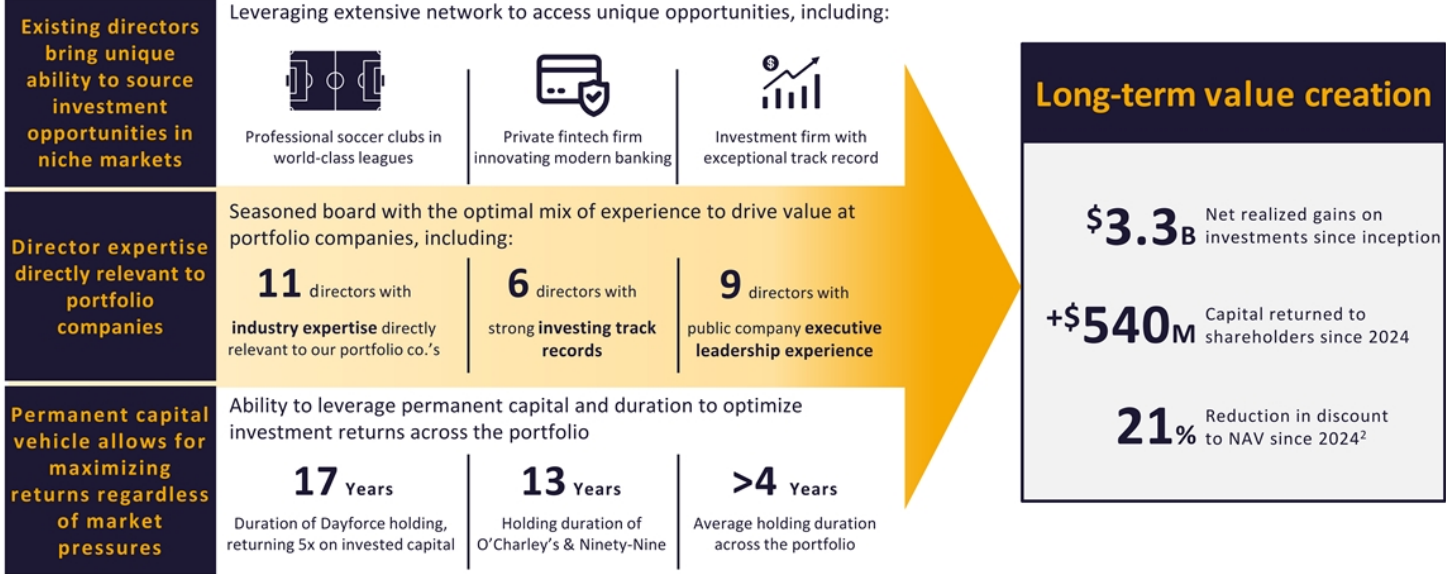 Existing directors
bring unique
ability to source
investment
opportunities in
niche markets
Leveraging extensive network to access unique opportunities, including:
$
Professional soccer clubs in
world-class leagues
Private fintech firm
innovating modern banking
Investment firm with
exceptional track record
Director expertise
directly relevant to
portfolio
companies
Seasoned board with the optimal mix of experience to drive value at
portfolio companies, including:
11 directors with
industry expertise directly
relevant to our portfolio co.'s
6 directors with
strong investing track
records
9 directors with
public company executive
leadership experience
Permanent capital
vehicle allows for
maximizing
returns regardless
of market
pressures
Ability to leverage permanent capital and duration to optimize
investment returns across the portfolio
17 Years
Duration of Dayforce holding,
returning 5x on invested capital
13 Years
Holding duration of
O'Charley's & Ninety-Nine
>4 Years
Average holding duration
across the portfolio
Long-term value creation
$3.3B
Net realized gains on
investments since inception
+$540M
Capital returned to
shareholders since 2024
21%
Reduction in discount
to NAV since 2024²